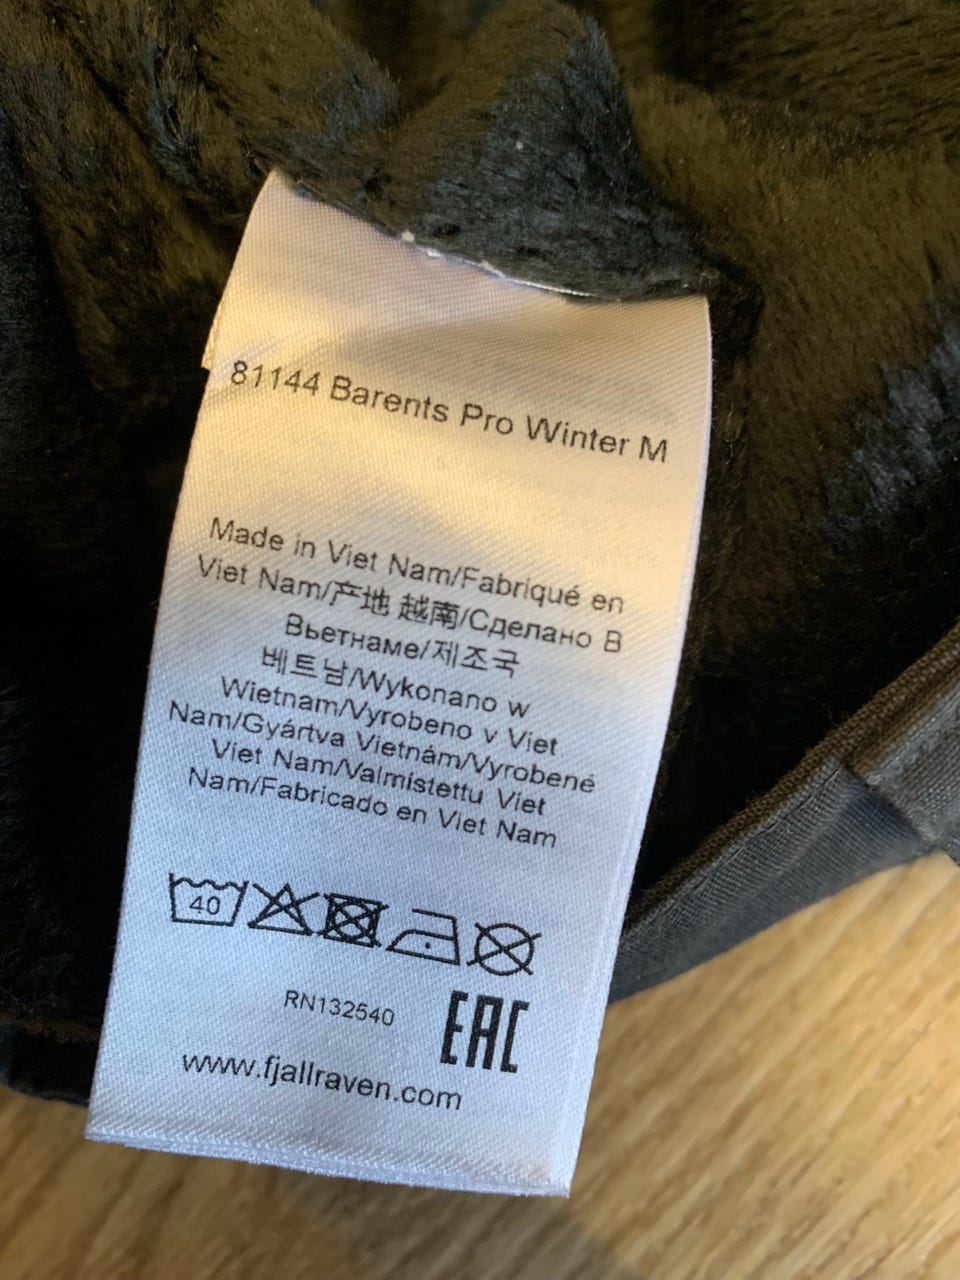 81144 Barents Pro Winter M
Made in Viet Nam/Fabriqué en
Viet Nam/产地 越南/Сделано В
Вьетнаме/제조국
베트남/Wykonano w
Wietnam/Vyrobeno v Viet
Nam/Gyártva Vietnám/Vyrobené
Viet Nam/Valmistettu Viet
Nam/Fabricado en Viet Nam
40
RN132540
EAC
www.fjallraven.com